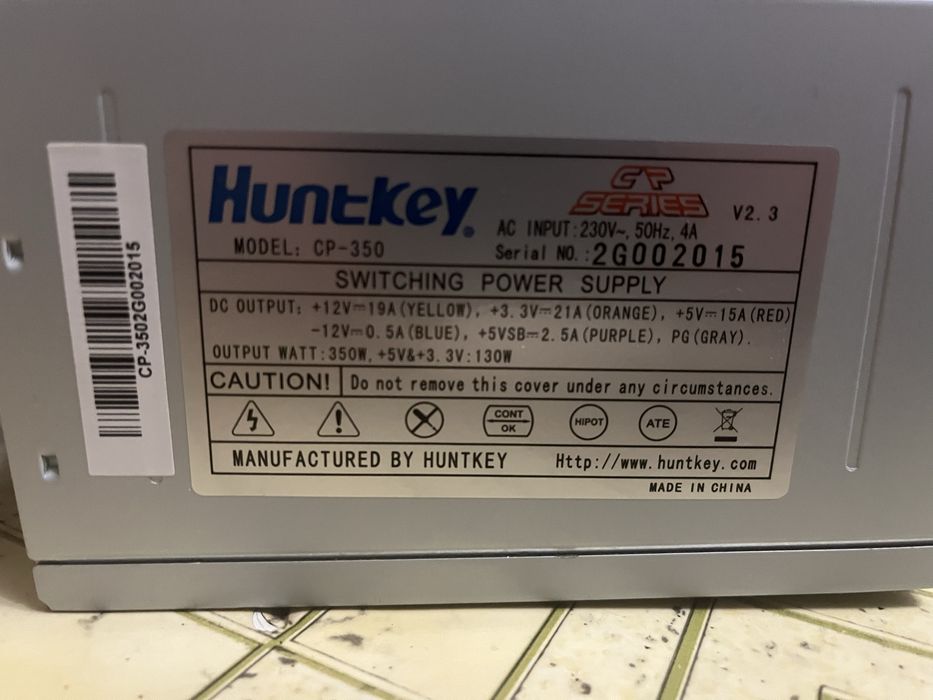 Huntkey®
CP SERIES V2.3
MODEL: CP-350
AC INPUT:230V~, 50Hz, 4A
Serial NO.:2G002015
SWITCHING POWER SUPPLY
DC OUTPUT: +12V⎓19A(YELLOW), +3.3V⎓21A(ORANGE), +5V⎓15A(RED)
-12V⎓0.5A(BLUE), +5VSB⎓2.5A(PURPLE), PG(GRAY).
OUTPUT WATT:350W, +5V&+3.3V:130W
CAUTION! Do not remove this cover under any circumstances.
CONT OK
HIPOT
ATE
MANUFACTURED BY HUNTKEY Http://www.huntkey.com
MADE IN CHINA
CP-3502G002015